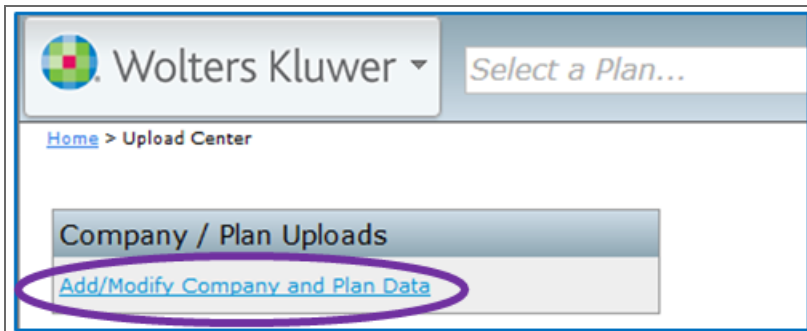 Wolters Kluwer
Select a Plan...
Home > Upload Center
Company / Plan Uploads
Add/Modify Company and Plan Data